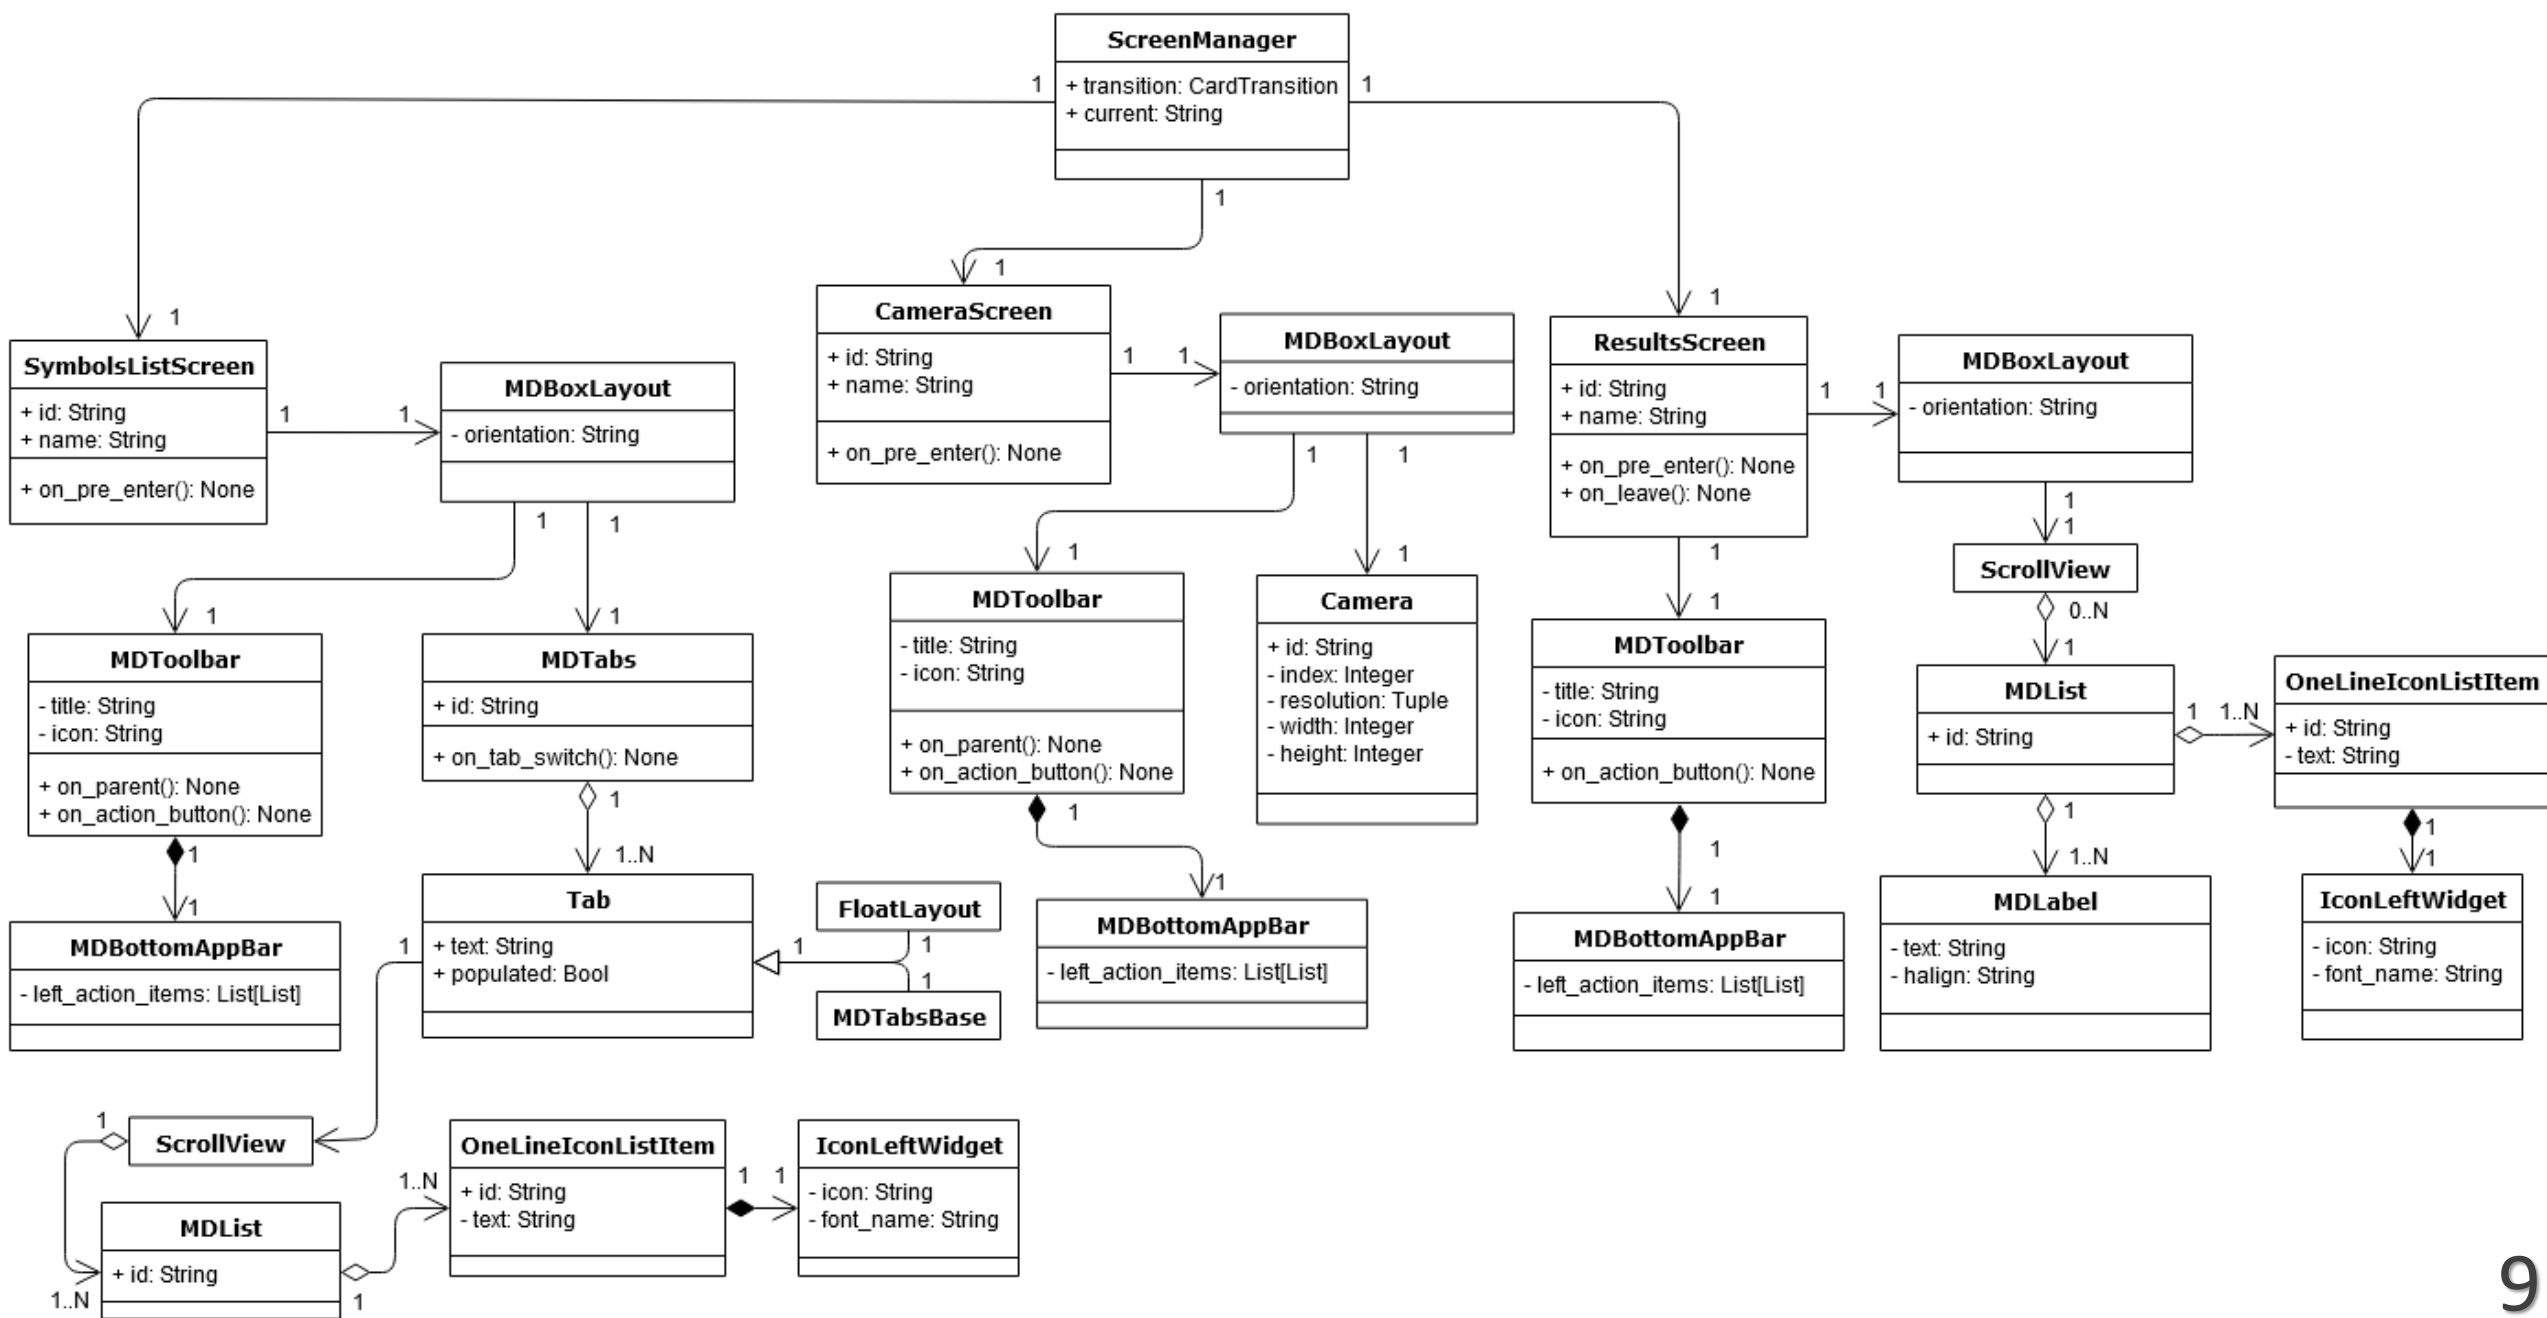 ScreenManager
+ transition: CardTransition
+ current: String
1
1
1
1
1
1
SymbolsListScreen
+ id: String
+ name: String
+ on_pre_enter(): None
1
1
MDBoxLayout
- orientation: String
1
1
1
1
MDToolbar
- title: String
- icon: String
+ on_parent(): None
+ on_action_button(): None
1
1
MDBottomAppBar
- left_action_items: List[List]
MDTabs
+ id: String
+ on_tab_switch(): None
1
1..N
Tab
+ text: String
+ populated: Bool
1
1
1
1
FloatLayout
MDTabsBase
ScrollView
1
1..N
MDList
+ id: String
1
1..N
OneLineIconListItem
+ id: String
- text: String
1
1
IconLeftWidget
- icon: String
- font_name: String
CameraScreen
+ id: String
+ name: String
+ on_pre_enter(): None
1
1
MDBoxLayout
- orientation: String
1
1
1
1
MDToolbar
- title: String
- icon: String
+ on_parent(): None
+ on_action_button(): None
1
1
MDBottomAppBar
- left_action_items: List[List]
Camera
+ id: String
- index: Integer
- resolution: Tuple
- width: Integer
- height: Integer
ResultsScreen
+ id: String
+ name: String
+ on_pre_enter(): None
+ on_leave(): None
1
1
1
1
MDToolbar
- title: String
- icon: String
+ on_action_button(): None
1
1
MDBottomAppBar
- left_action_items: List[List]
MDBoxLayout
- orientation: String
1
1
ScrollView
0..N
1
MDList
+ id: String
1
1..N
1
1..N
MDLabel
- text: String
- halign: String
OneLineIconListItem
+ id: String
- text: String
1
1
IconLeftWidget
- icon: String
- font_name: String
9